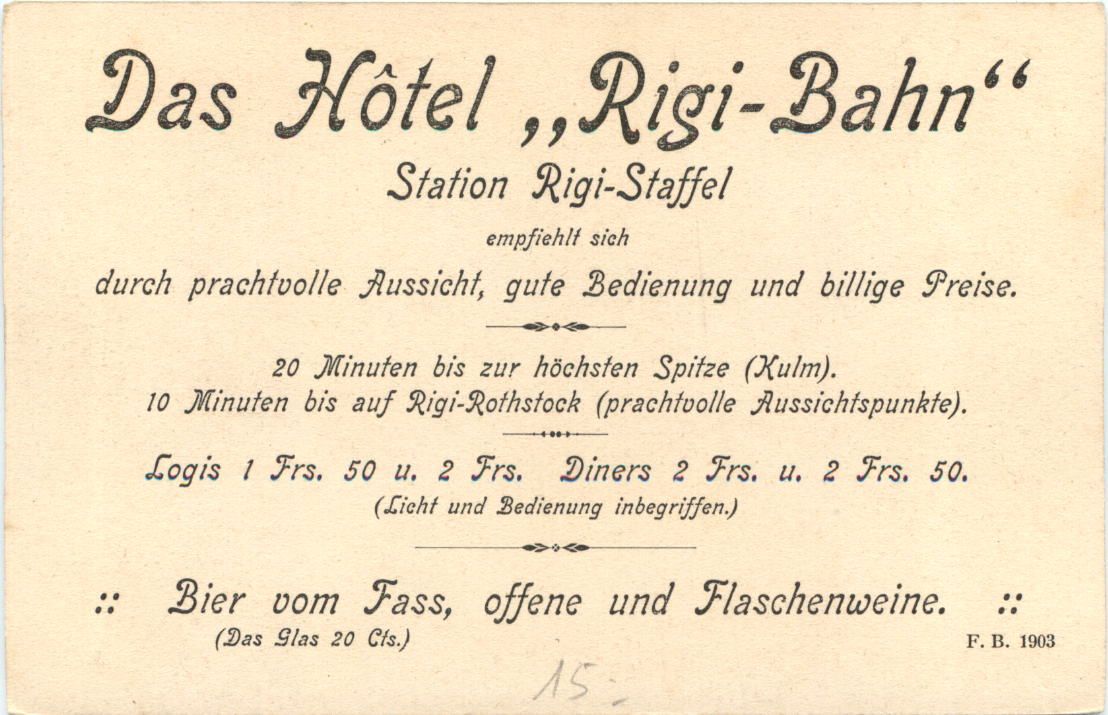 Das Hôtel „Rigi-Bahn“
Station Rigi-Staffel
empfiehlt sich
durch prachtvolle Aussicht, gute Bedienung und billige Preise.
20 Minuten bis zur höchsten Spitze (Kulm).
10 Minuten bis auf Rigi-Rothstock (prachtvolle Aussichtspunkte).
Logis 1 Frs. 50 u. 2 Frs. Diners 2 Frs. u. 2 Frs. 50.
(Licht und Bedienung inbegriffen.)
:: Bier vom Fass, offene und Flaschenweine. ::
(Das Glas 20 Cts.)
F. B. 1903
15.-